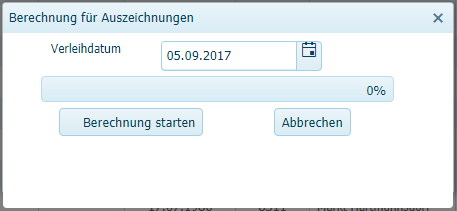 Berechnung für Auszeichnungen
Verleihdatum 05.09.2017
0%
Berechnung starten Abbrechen